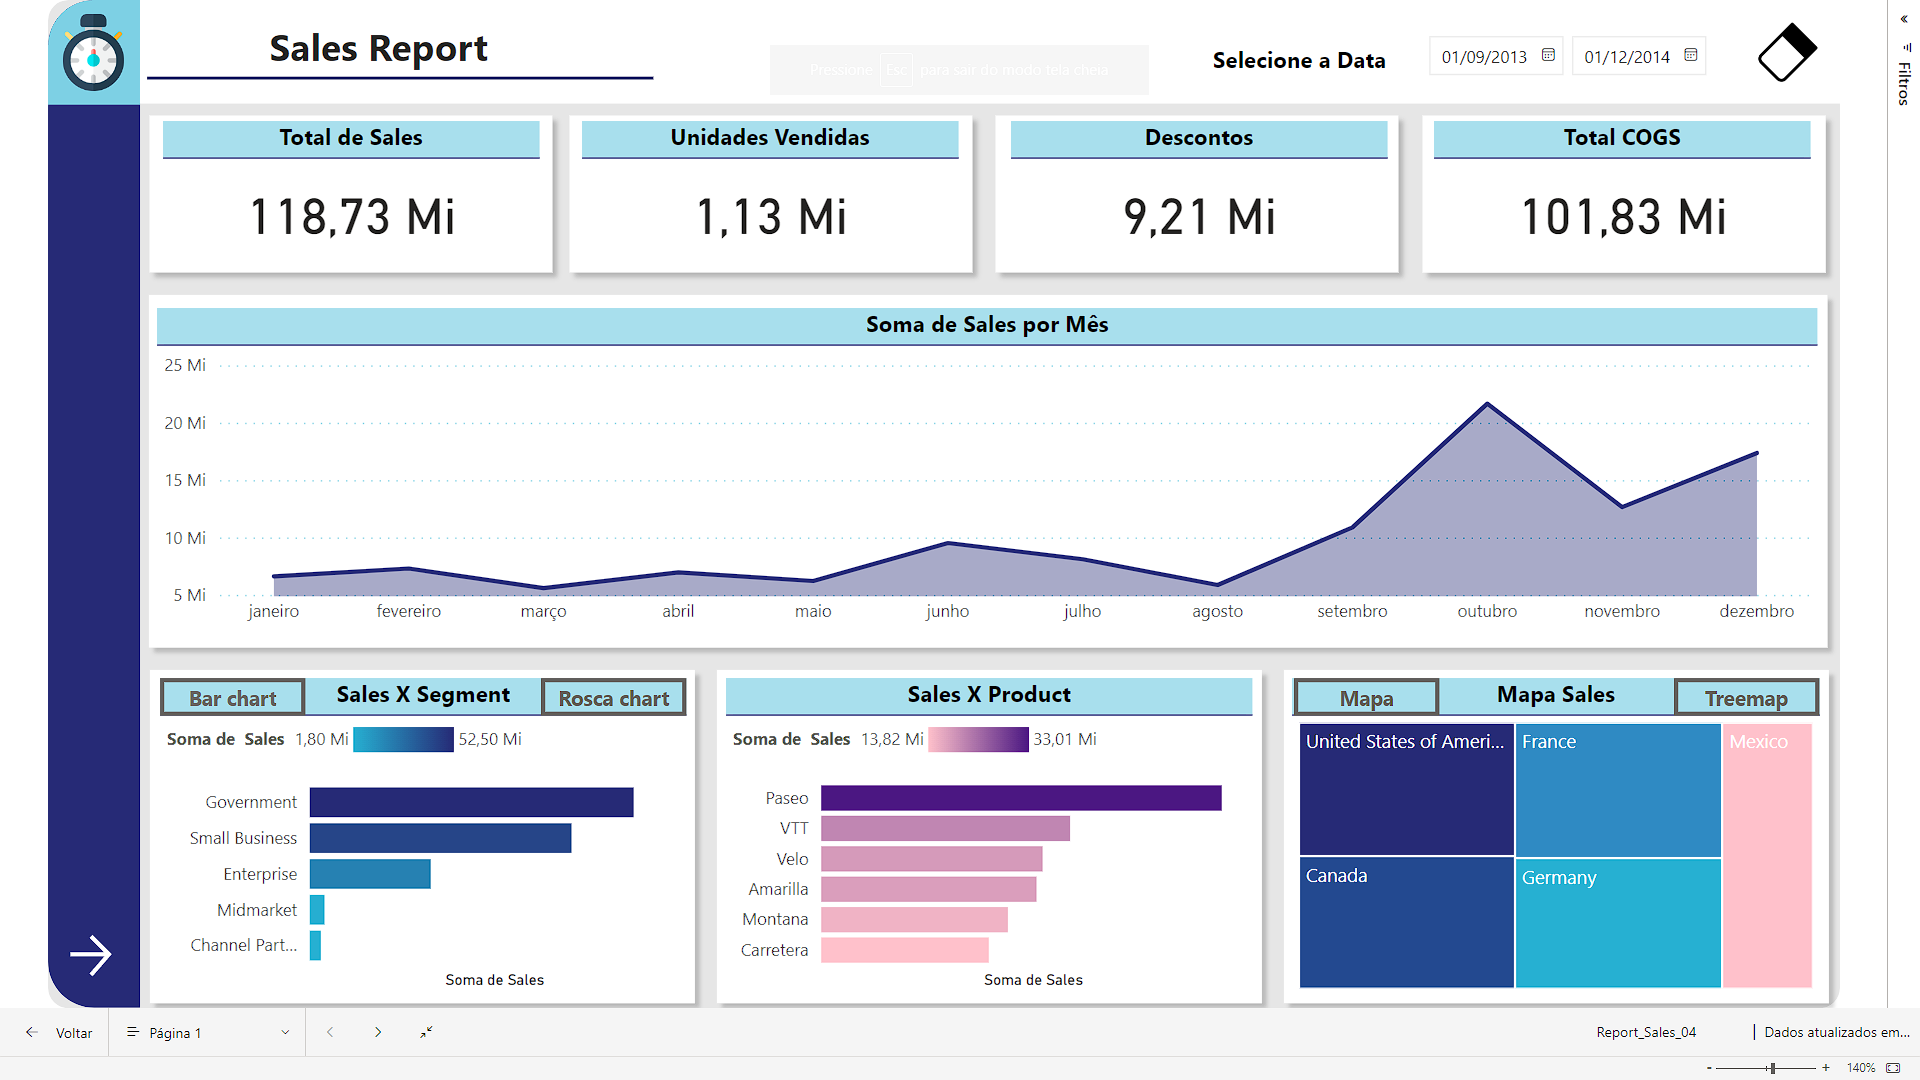 Sales Report
Pressione Esc para sair do modo tela cheia
Selecione a Data
01/09/2013
01/12/2014
Filtros
Total de Sales
118,73 Mi
Unidades Vendidas
1,13 Mi
Descontos
9,21 Mi
Total COGS
101,83 Mi
Soma de Sales por Mês
25 Mi
20 Mi
15 Mi
10 Mi
5 Mi
janeiro fevereiro março abril maio junho julho agosto setembro outubro novembro dezembro
Bar chart
Sales X Segment
Rosca chart
Soma de Sales 1,80 Mi 52,50 Mi
Government
Small Business
Enterprise
Midmarket
Channel Part...
Soma de Sales
Sales X Product
Soma de Sales 13,82 Mi 33,01 Mi
Paseo
VTT
Velo
Amarilla
Montana
Carretera
Soma de Sales
Mapa
Mapa Sales
Treemap
United States of Ameri...
France
Mexico
Canada
Germany
Voltar
Página 1
Report_Sales_04
Dados atualizados em...
- + 140%